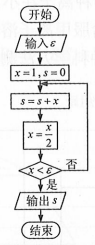 开始
输入ε
x=1,s=0
s=s+x
x=x/2
x<ε
否
是
输出s
结束